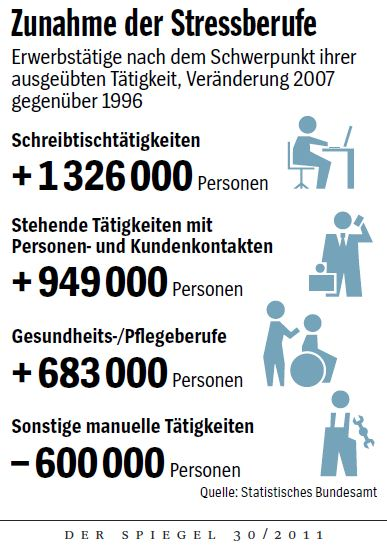 Zunahme der Stressberufe
Erwerbstätige nach dem Schwerpunkt ihrer
ausgeübten Tätigkeit, Veränderung 2007
gegenüber 1996
Schreibtischtätigkeiten
+ 1 326 000 Personen
Stehende Tätigkeiten mit
Personen- und Kundenkontakten
+ 949 000 Personen
Gesundheits-/Pflegeberufe
+ 683 000 Personen
Sonstige manuelle Tätigkeiten
– 600 000 Personen
Quelle: Statistisches Bundesamt
DER SPIEGEL 30/2011